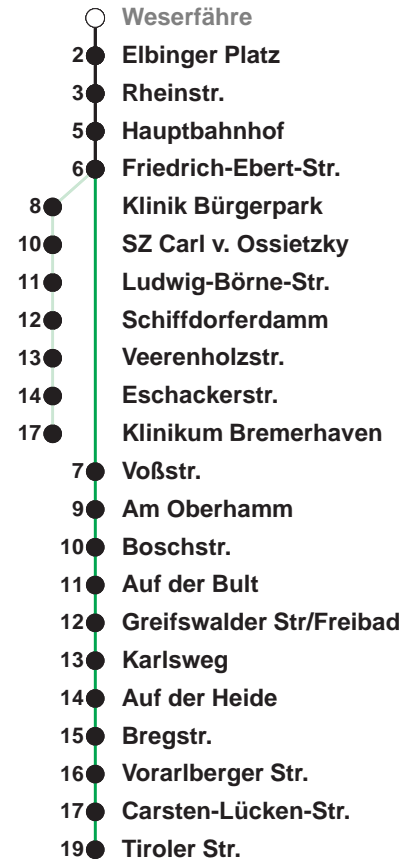 Weserfähre
2 Elbinger Platz
3 Rheinstr.
5 Hauptbahnhof
6 Friedrich-Ebert-Str.
8 Klinik Bürgerpark
10 SZ Carl v. Ossietzky
11 Ludwig-Börne-Str.
12 Schiffdorferdamm
13 Veerenholzstr.
14 Eschackerstr.
17 Klinikum Bremerhaven
7 Voßstr.
9 Am Oberhamm
10 Boschstr.
11 Auf der Bult
12 Greifswalder Str/Freibad
13 Karlsweg
14 Auf der Heide
15 Bregstr.
16 Vorarlberger Str.
17 Carsten-Lücken-Str.
19 Tiroler Str.